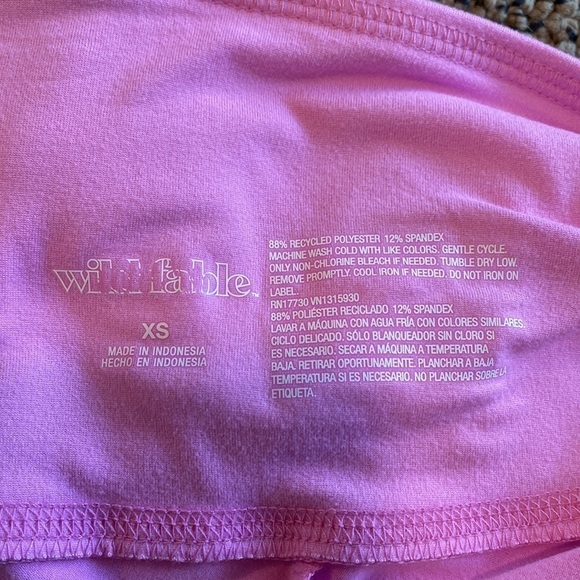 wild fable™
XS
MADE IN INDONESIA
HECHO EN INDONESIA
88% RECYCLED POLYESTER 12% SPANDEX
MACHINE WASH COLD WITH LIKE COLORS. GENTLE CYCLE.
ONLY NON-CHLORINE BLEACH IF NEEDED. TUMBLE DRY LOW.
REMOVE PROMPTLY. COOL IRON IF NEEDED. DO NOT IRON ON
LABEL.
RN17730 VN1315930
88% POLIÉSTER RECICLADO 12% SPANDEX
LAVAR A MÁQUINA CON AGUA FRÍA CON COLORES SIMILARES.
CICLO DELICADO. SÓLO BLANQUEADOR SIN CLORO SI
ES NECESARIO. SECAR A MÁQUINA A TEMPERATURA
BAJA. RETIRAR OPORTUNAMENTE. PLANCHAR A BAJA
TEMPERATURA SI ES NECESARIO. NO PLANCHAR SOBRE LA
ETIQUETA.